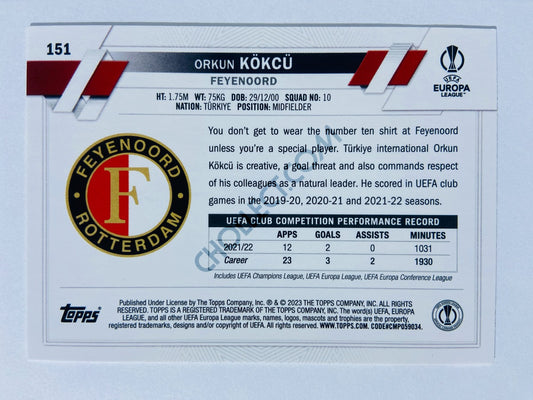 151
ORKUN KÖKCÜ
FEYENOORD
UEFA
EUROPA
LEAGUE™
HT: 1.75M WT: 75KG DOB: 29/12/00 SQUAD NO: 10
NATION: TÜRKIYE POSITION: MIDFIELDER
FEYENOORD
F
ROTTERDAM
You don't get to wear the number ten shirt at Feyenoord
unless you're a special player. Türkiye international Orkun
Kökcü is creative, a goal threat and also commands respect
of his colleagues as a natural leader. He scored in UEFA club
games in the 2019-20, 2020-21 and 2021-22 seasons.
UEFA CLUB COMPETITION PERFORMANCE RECORD
APPS GOALS ASSISTS MINUTES
2021/22 12 2 0 1031
Career 23 3 2 1930
Includes UEFA Champions League, UEFA Europa League, UEFA Europa Conference League
CHOLLECT.COM
Topps
Published Under License by The Topps Company, Inc. ® & © 2023 THE TOPPS COMPANY, INC. ALL RIGHTS
RESERVED. TOPPS IS A REGISTERED TRADEMARK OF THE TOPPS COMPANY, INC. The word(s) UEFA, EUROPA
LEAGUE, and all other UEFA Europa League marks, names, logos, mascots and trophies are the property,
registered trademarks, designs and/or copyright of UEFA. All rights reserved. WWW.TOPPS.COM. CODE#CMP059034.